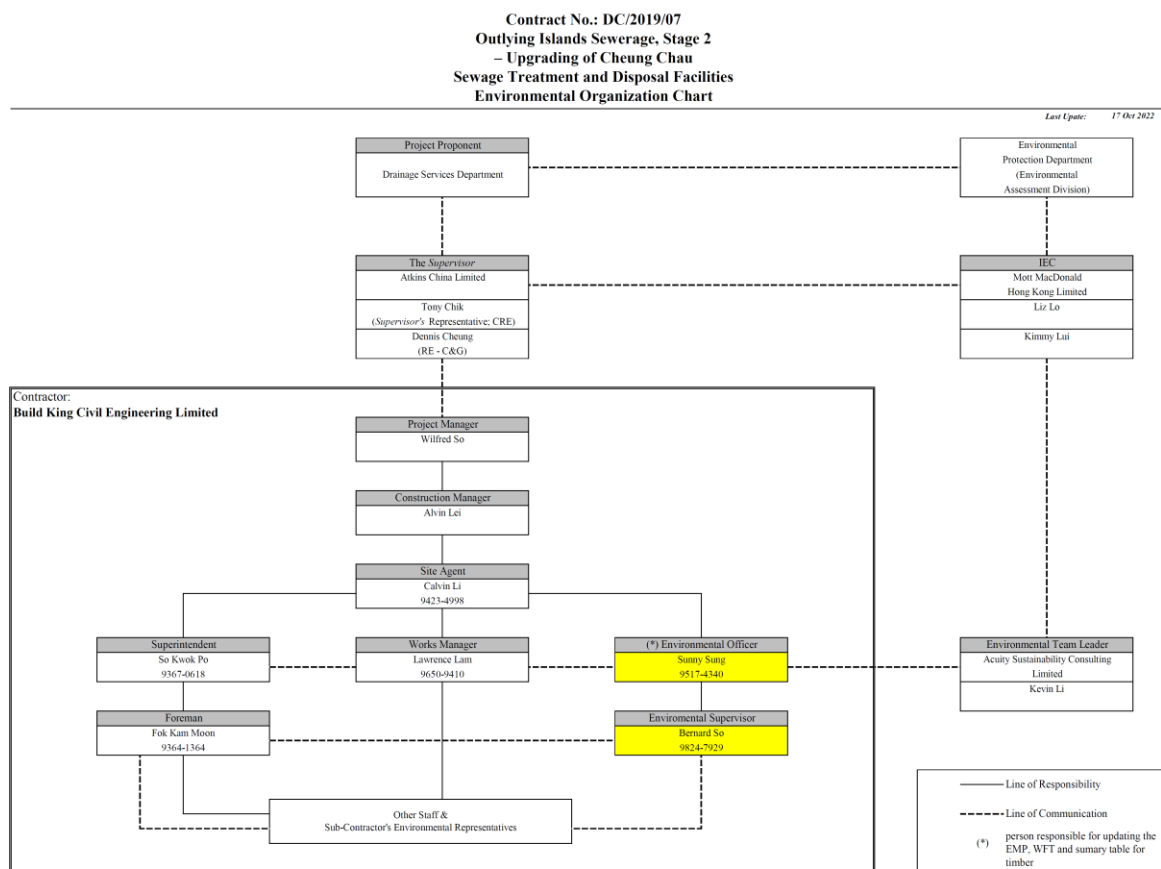 Contract No.: DC/2019/07
Outlying Islands Sewerage, Stage 2
– Upgrading of Cheung Chau
Sewage Treatment and Disposal Facilities
Environmental Organization Chart
Last Upate: 17 Oct 2022
Project Proponent
Drainage Services Department
Environmental
Protection Department
(Environmental
Assessment Division)
The Supervisor
Atkins China Limited
Tony Chik
(Supervisor's Representative; CRE)
Dennis Cheung
(RE - C&G)
IEC
Mott MacDonald
Hong Kong Limited
Liz Lo
Kimmy Lui
Contractor:
Build King Civil Engineering Limited
Project Manager
Wilfred So
Construction Manager
Alvin Lei
Site Agent
Calvin Li
9423-4998
Superintendent
So Kwok Po
9367-0618
Works Manager
Lawrence Lam
9650-9410
(*) Environmental Officer
Sunny Sung
9517-4340
Environmental Team Leader
Acuity Sustainability Consulting
Limited
Kevin Li
Foreman
Fok Kam Moon
9364-1364
Enviromental Supervisor
Bernard So
9824-7929
Other Staff &
Sub-Contractor's Environmental Representatives
Line of Responsibility
Line of Communication
(*) person responsible for updating the
EMP, WFT and sumary table for
timber